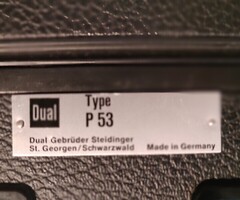 Dual
Type
P 53
Dual Gebrüder Steidinger
St. Georgen/Schwarzwald Made in Germany